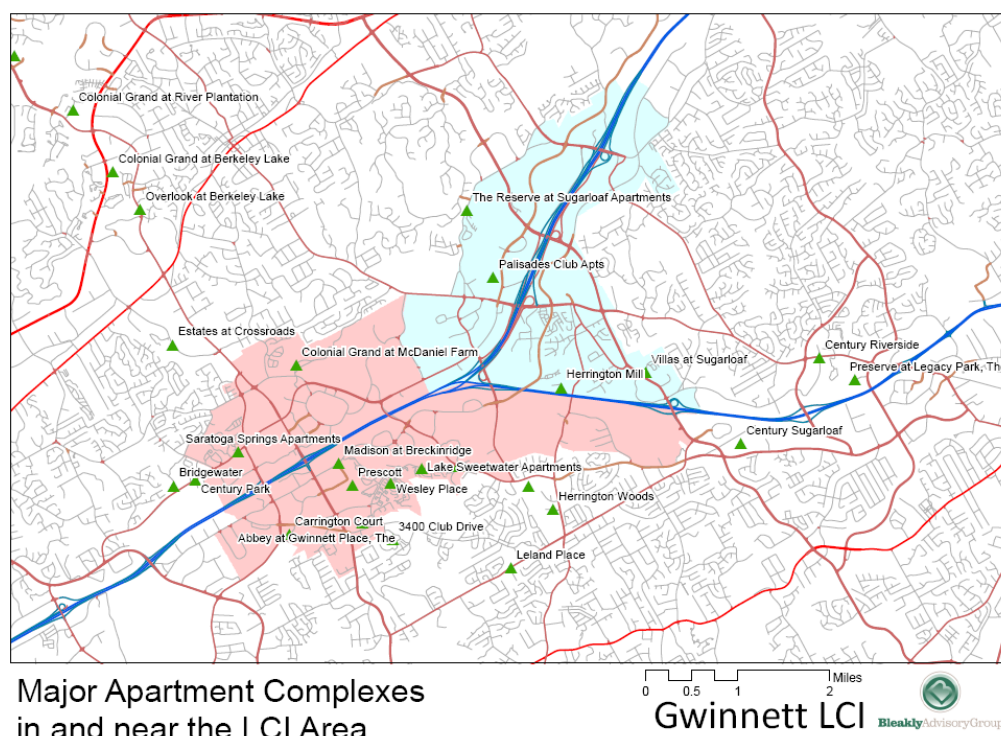 Colonial Grand at River Plantation
Colonial Grand at Berkeley Lake
Overlook at Berkeley Lake
The Reserve at Sugarloaf Apartments
Palisades Club Apts
Estates at Crossroads
Colonial Grand at McDaniel Farm
Villas at Sugarloaf
Century Riverside
Herrington Mill
Preserve at Legacy Park, The
Saratoga Springs Apartments
Century Sugarloaf
Madison at Breckinridge
Bridgewater
Prescott
Lake Sweetwater Apartments
Century Park
Wesley Place
Herrington Woods
Carrington Court
3400 Club Drive
Abbey at Gwinnett Place, The
Leland Place
Major Apartment Complexes
in and near the LCI Area
Miles
0 0.5 1 2
Gwinnett LCI
BleaklyAdvisoryGroup